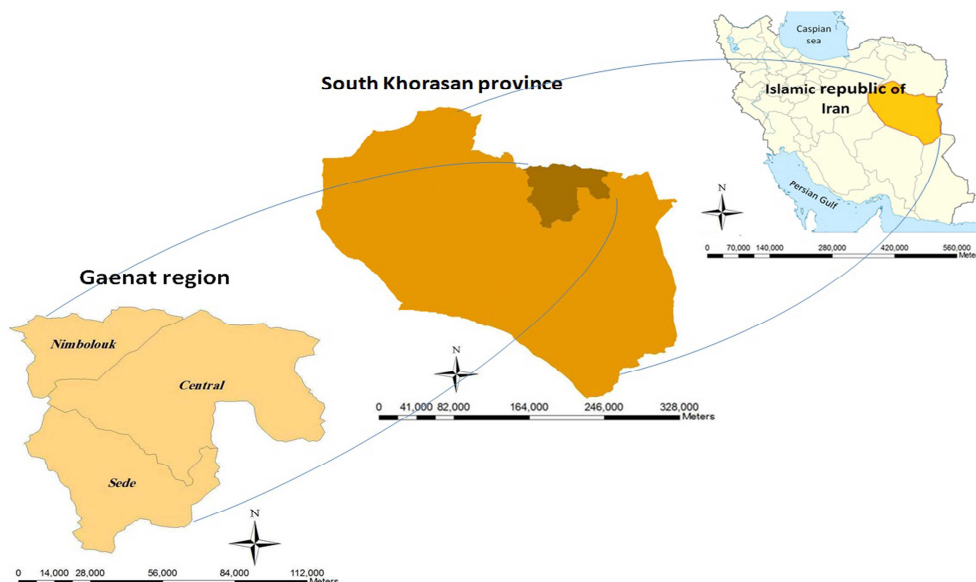 Caspian
sea
Islamic republic of
Iran
Persian Gulf
N
0 70,000 140,000 280,000 420,000 560,000
Meters
South Khorasan province
N
0 41,000 82,000 164,000 246,000 328,000
Meters
Gaenat region
Nimbolouk
Central
Sede
N
0 14,000 28,000 56,000 84,000 112,000